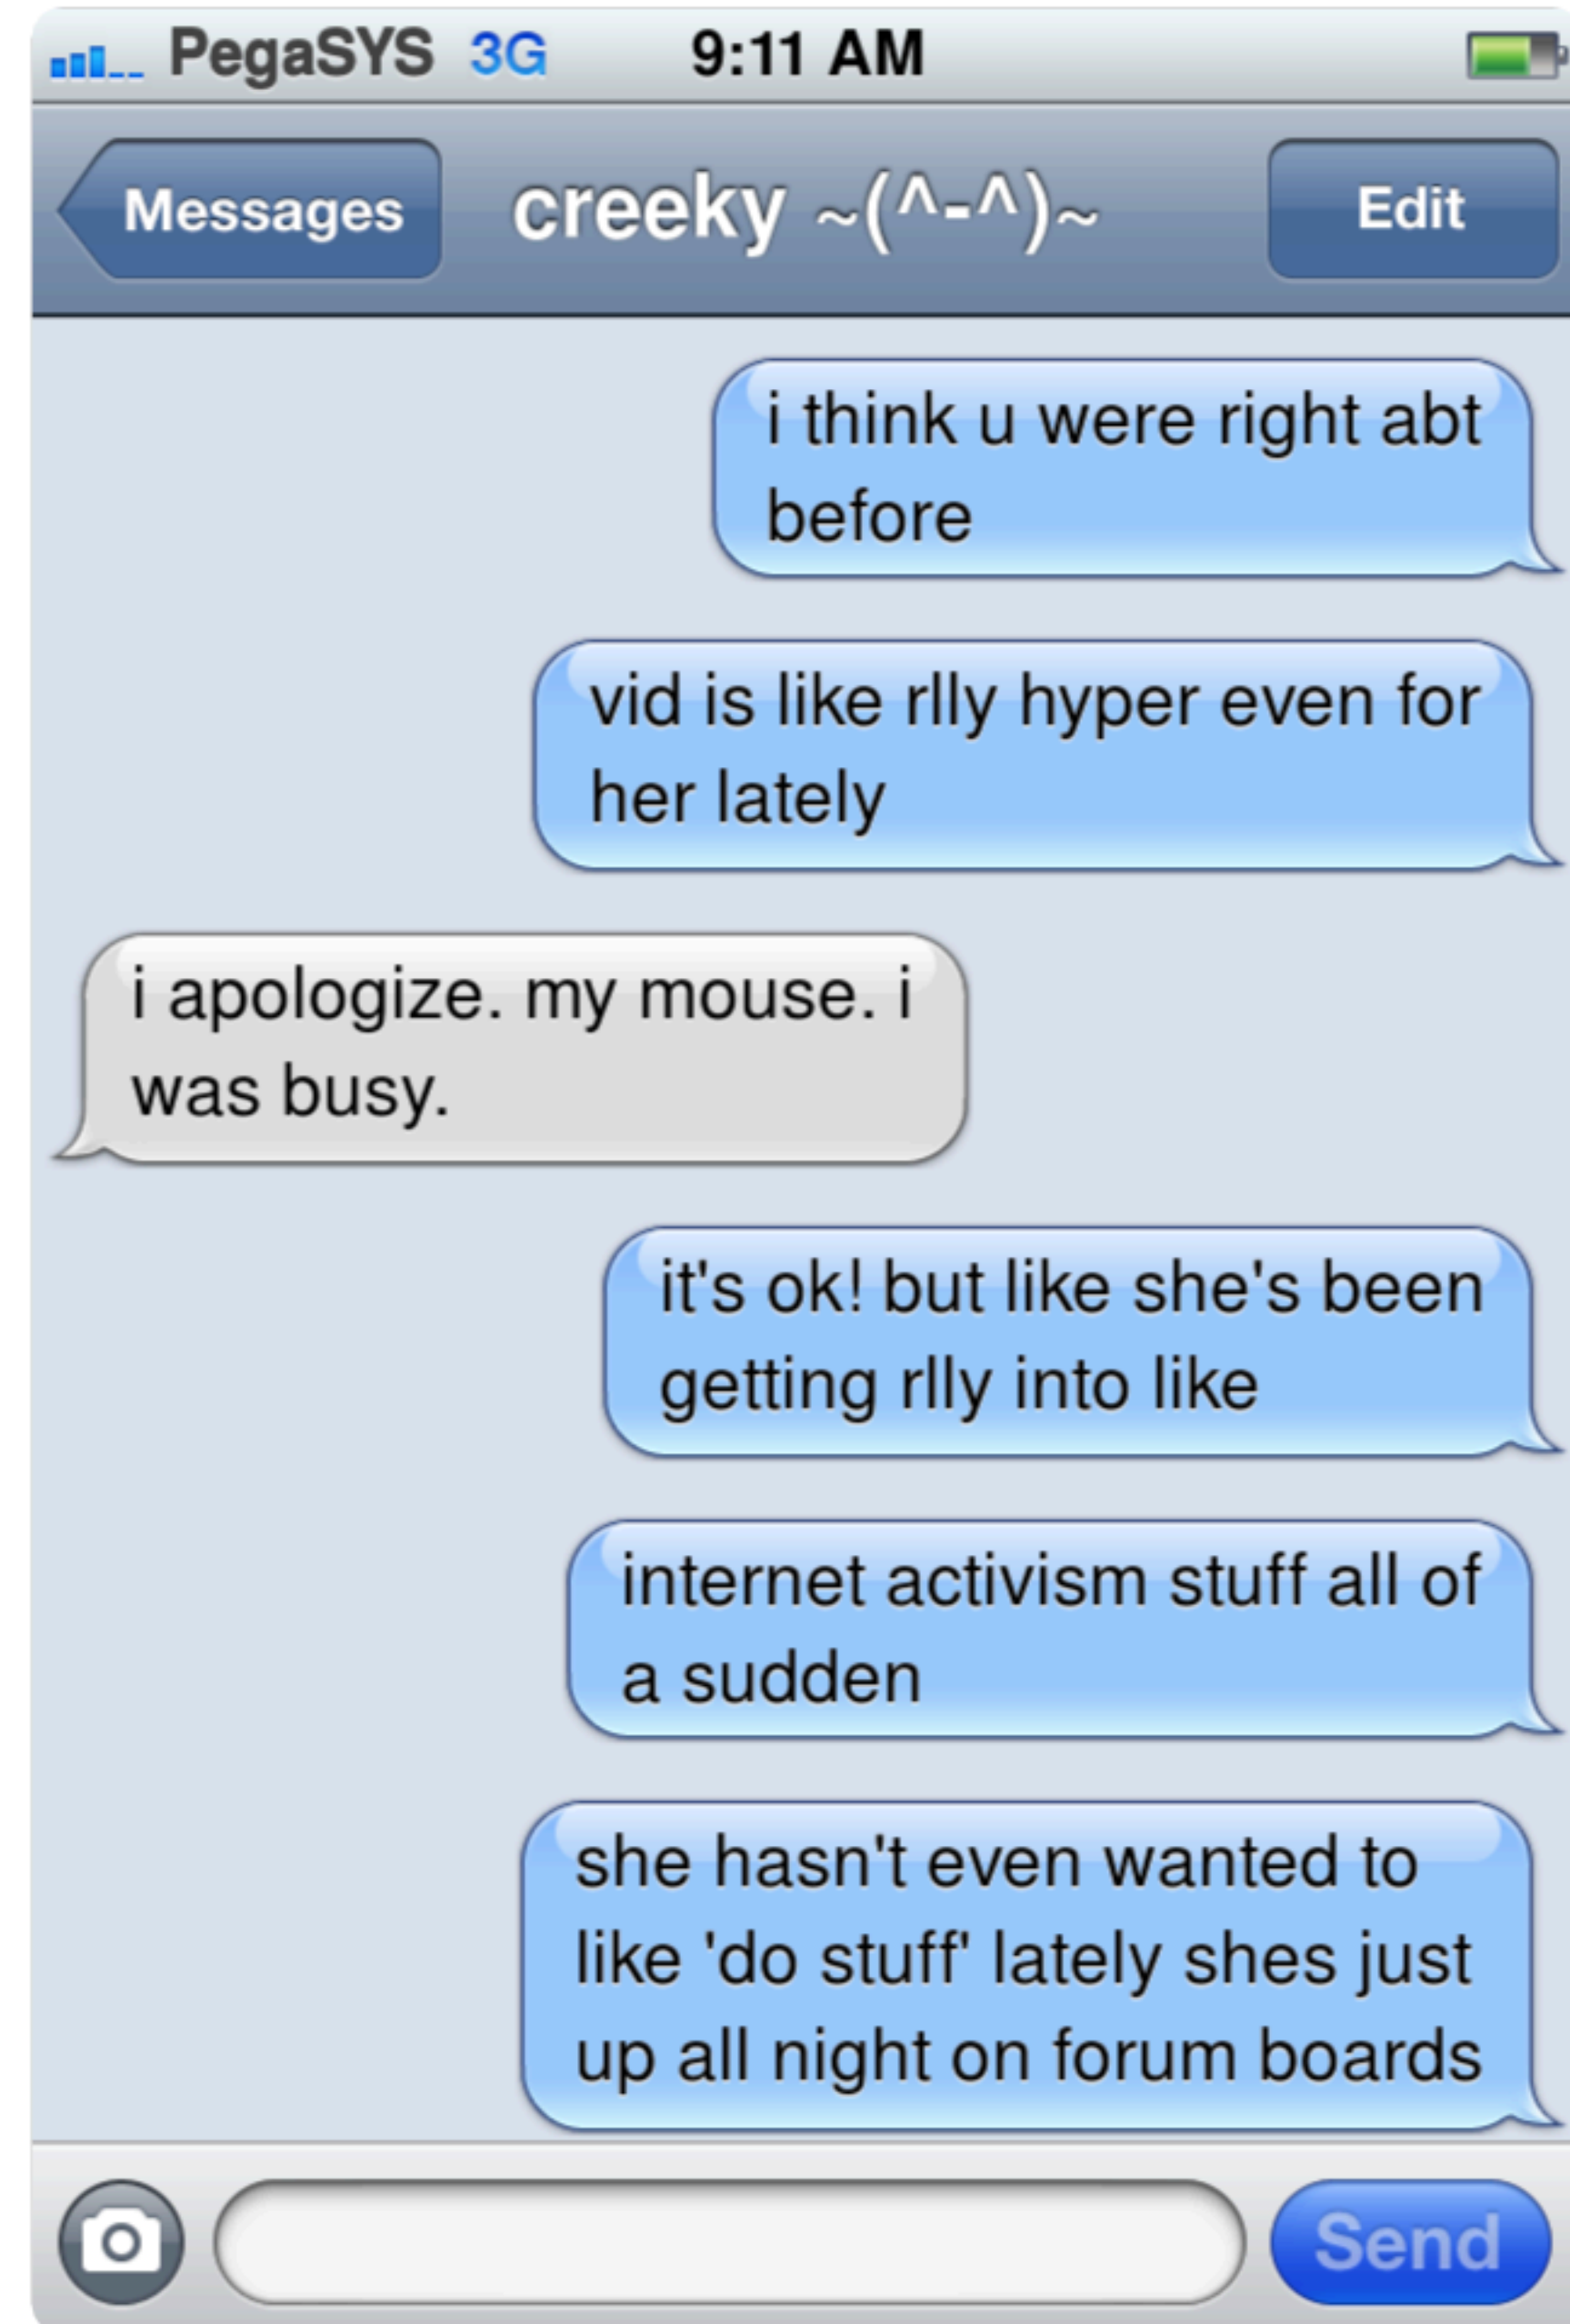 PegaSYS 3G 9:11 AM
Messages creeky ~(^-^)~ Edit
i think u were right abt
before
vid is like rlly hyper even for
her lately
i apologize. my mouse. i
was busy.
it's ok! but like she's been
getting rlly into like
internet activism stuff all of
a sudden
she hasn't even wanted to
like 'do stuff' lately shes just
up all night on forum boards
Send